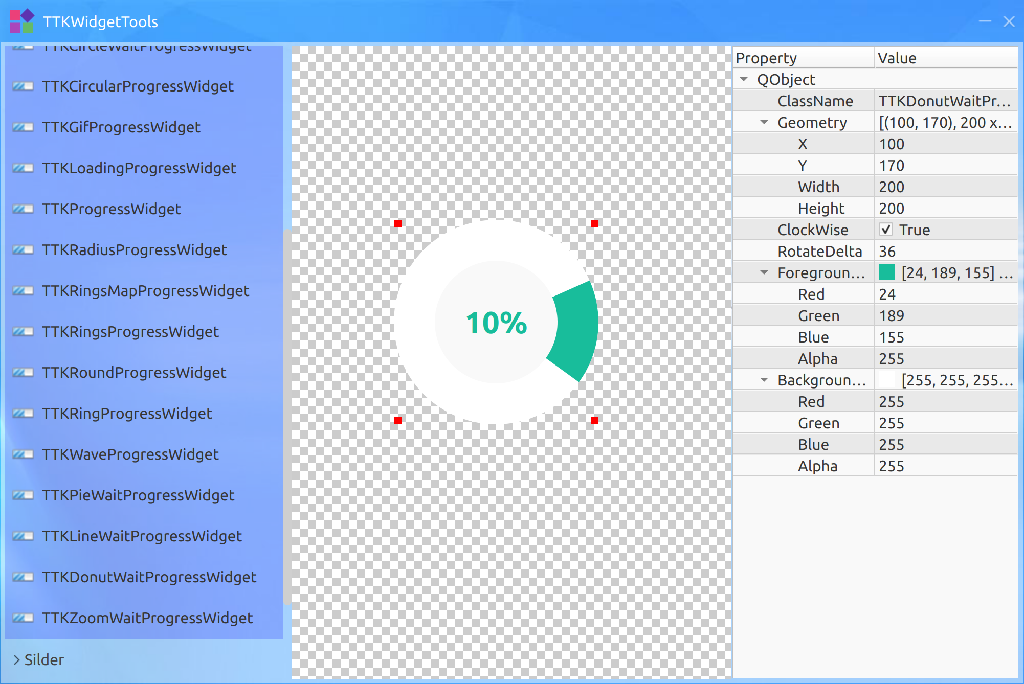 TTKWidgetTools
TTKCircleWaitProgressWidget
TTKCircularProgressWidget
TTKGifProgressWidget
TTKLoadingProgressWidget
TTKProgressWidget
TTKRadiusProgressWidget
TTKRingsMapProgressWidget
TTKRingsProgressWidget
TTKRoundProgressWidget
TTKRingProgressWidget
TTKWaveProgressWidget
TTKPieWaitProgressWidget
TTKLineWaitProgressWidget
TTKDonutWaitProgressWidget
TTKZoomWaitProgressWidget
Silder
10%
Property Value
QObject
ClassName TTKDonutWaitPr...
Geometry [(100, 170), 200 x...
X 100
Y 170
Width 200
Height 200
ClockWise True
RotateDelta 36
Foregroun... [24, 189, 155] ...
Red 24
Green 189
Blue 155
Alpha 255
Backgroun... [255, 255, 255...
Red 255
Green 255
Blue 255
Alpha 255